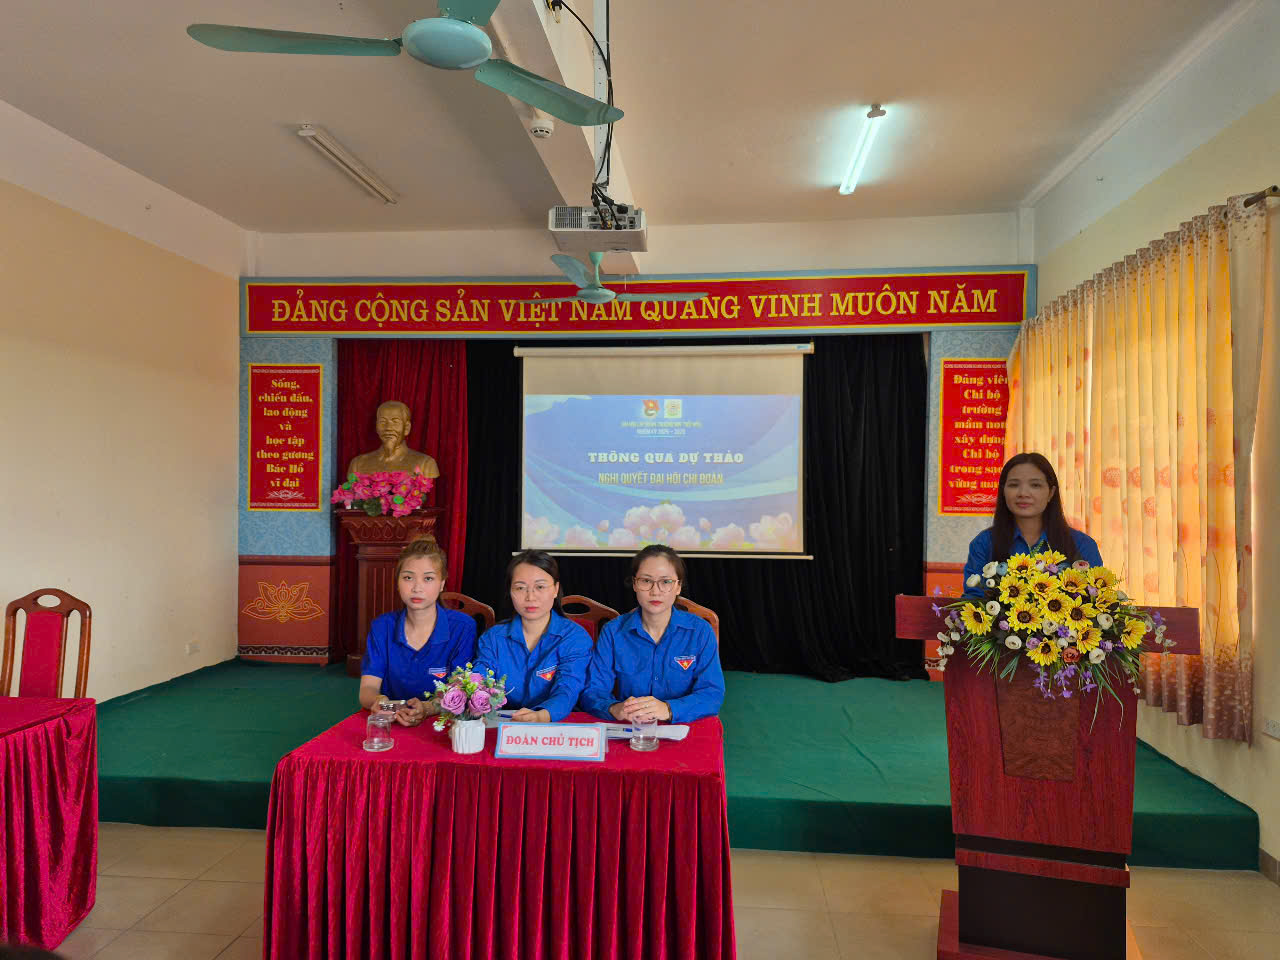 ĐẢNG CỘNG SẢN VIỆT NAM QUANG VINH MUÔN NĂM
Sống,
chiến đấu,
lao động
và
học tập
theo gương
Bác Hồ
vĩ đại
THÔNG QUA DỰ THẢO
NGHỊ QUYẾT ĐẠI HỘI CHI ĐOÀN
Đảng viên
Chi bộ
trường
mầm non
xây dựng
Chi bộ
trong sạch
vững
ĐOÀN CHỦ TỊCH